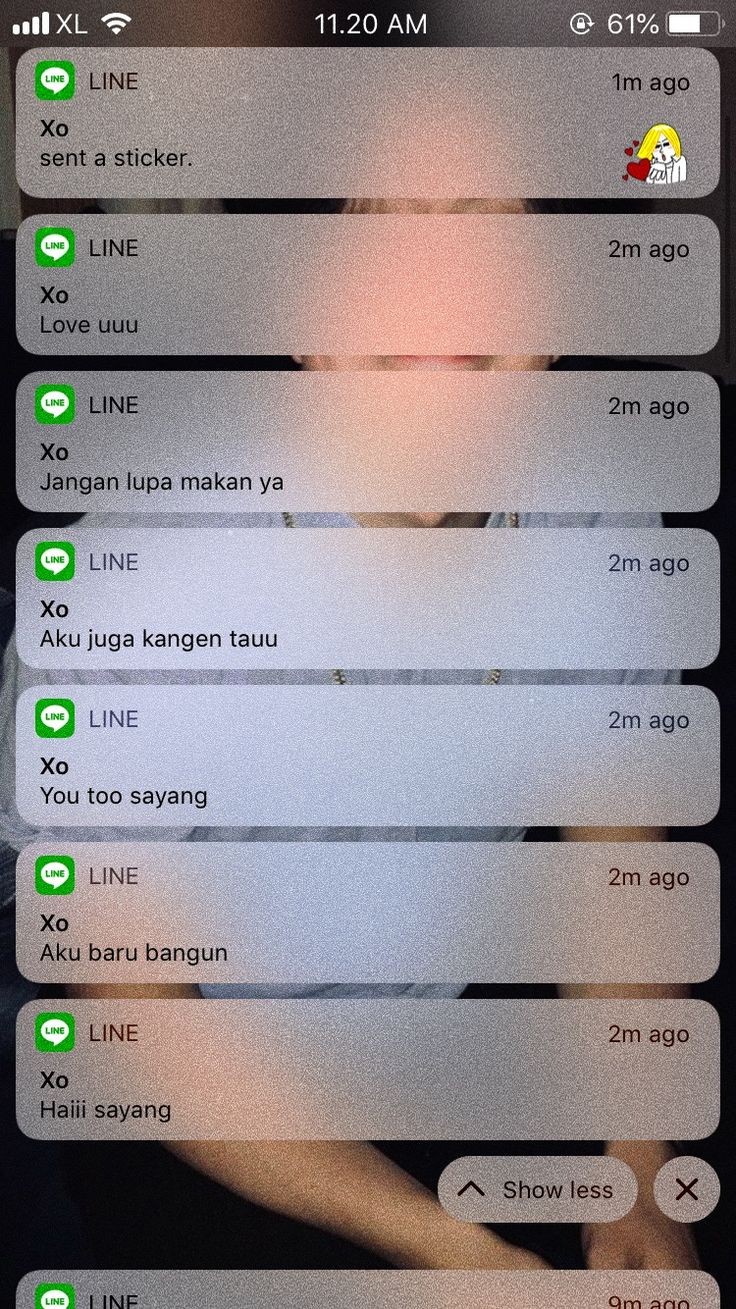 XL 11.20 AM 61%
LINE 1m ago
Xo
sent a sticker.
LINE 2m ago
Xo
Love uuu
LINE 2m ago
Xo
Jangan lupa makan ya
LINE 2m ago
Xo
Aku juga kangen tauu
LINE 2m ago
Xo
You too sayang
LINE 2m ago
Xo
Aku baru bangun
LINE 2m ago
Xo
Haiii sayang
Show less
LINE 9m ago